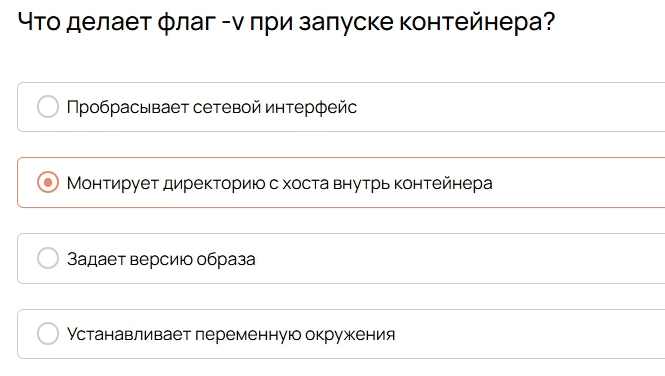 Что делает флаг -v при запуске контейнера?
Пробрасывает сетевой интерфейс
Монтирует директорию с хоста внутрь контейнера
Задает версию образа
Устанавливает переменную окружения